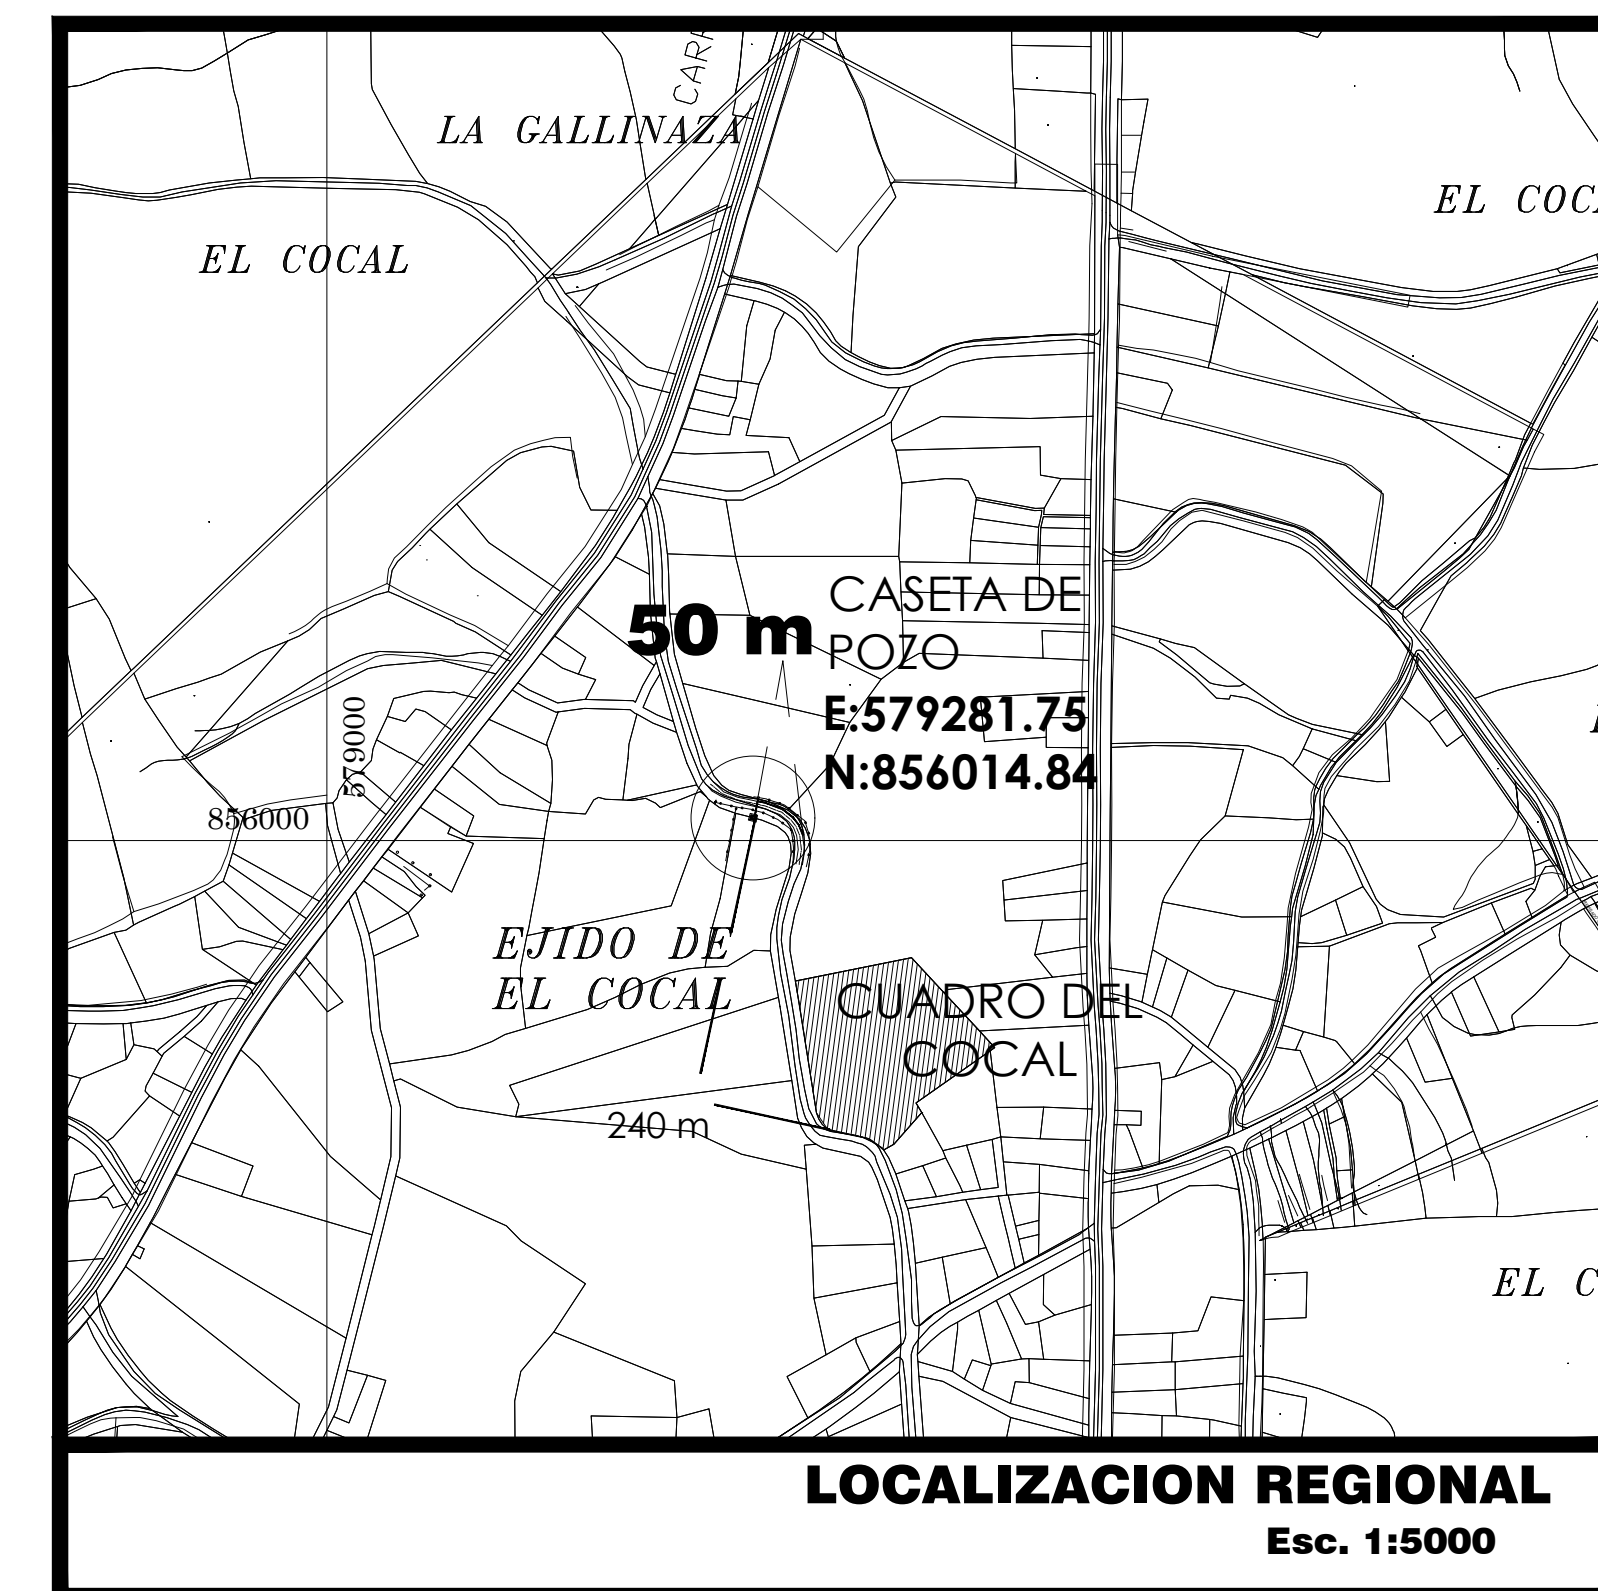 LA GALLINAZA
EL COCAL
50 m
CASETA DE
POZO
E:579281.75
N:856014.84
579000
856000
EJIDO DE
EL COCAL
CUADRO DEL
COCAL
240 m
LOCALIZACION REGIONAL
Esc. 1:5000